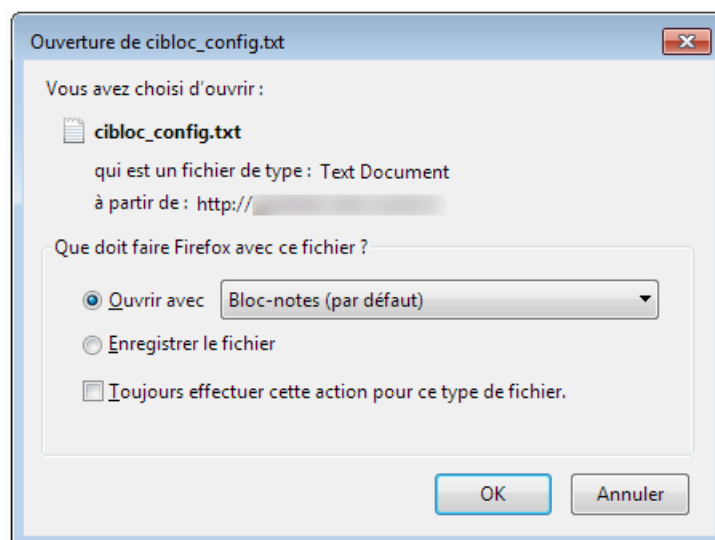 Ouverture de cibloc_config.txt
Vous avez choisi d'ouvrir :
cibloc_config.txt
qui est un fichier de type : Text Document
à partir de : http://
Que doit faire Firefox avec ce fichier ?
Ouvrir avec Bloc-notes (par défaut)
Enregistrer le fichier
Toujours effectuer cette action pour ce type de fichier.
OK Annuler